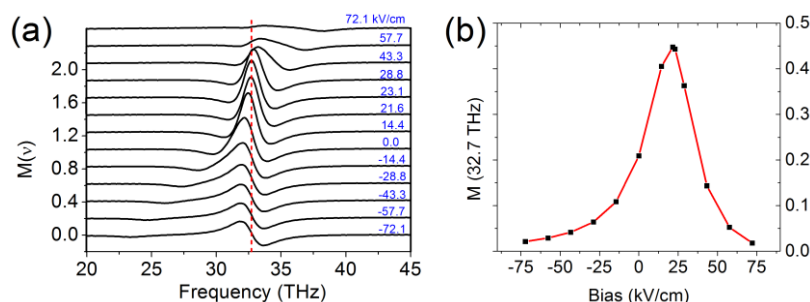 (a)
72.1 kV/cm
57.7
43.3
28.8
23.1
21.6
14.4
0.0
-14.4
-28.8
-43.3
-57.7
-72.1
2.0
1.6
1.2
0.8
0.4
0.0
M(ν)
20 25 30 35 40 45
Frequency (THz)
(b)
0.5
0.4
0.3
0.2
0.1
0.0
M (32.7 THz)
-75 -50 -25 0 25 50 75
Bias (kV/cm)